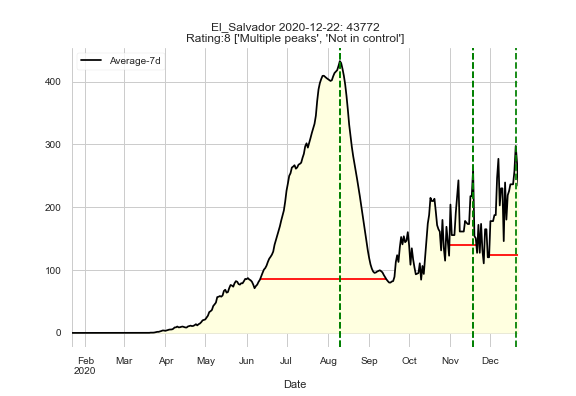 El_Salvador 2020-12-22: 43772
Rating:8 ['Multiple peaks', 'Not in control']
Average-7d
400
300
200
100
0
Feb Mar Apr May Jun Jul Aug Sep Oct Nov Dec
2020
Date